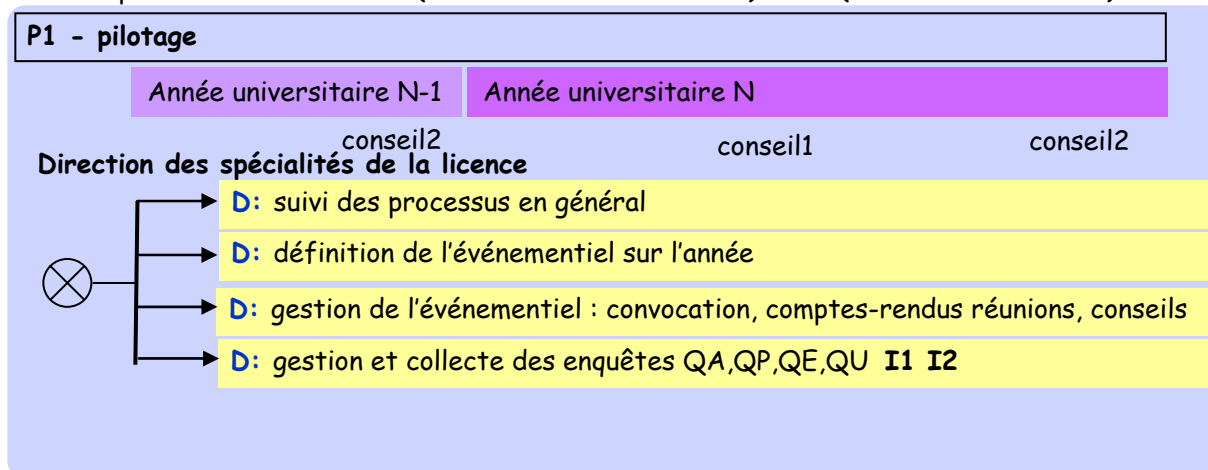 P1 - pilotage
Année universitaire N-1 Année universitaire N
conseil2 conseil1 conseil2
Direction des spécialités de la licence
D: suivi des processus en général
D: définition de l'événementiel sur l'année
D: gestion de l'événementiel : convocation, comptes-rendus réunions, conseils
D: gestion et collecte des enquêtes QA,QP,QE,QU I1 I2